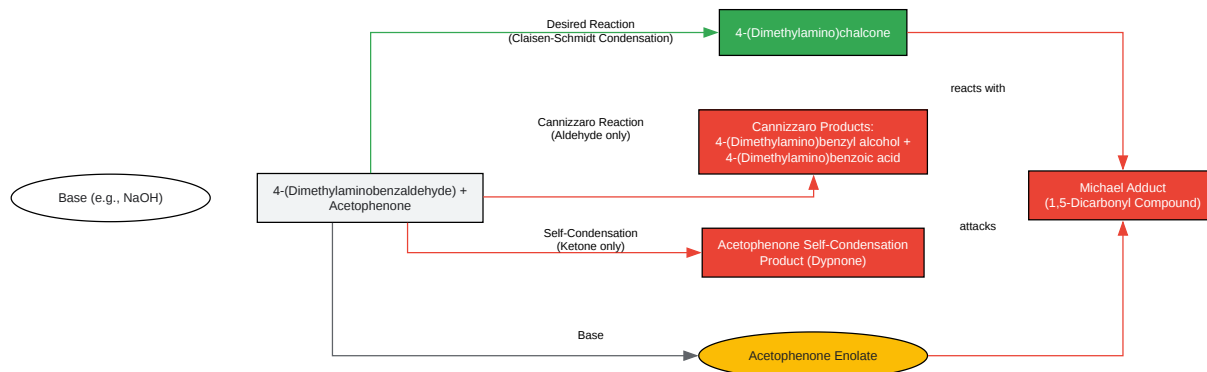 Desired Reaction
(Claisen-Schmidt Condensation)
4-(Dimethylamino)chalcone
reacts with
Cannizzaro Reaction
(Aldehyde only)
Cannizzaro Products:
4-(Dimethylamino)benzyl alcohol +
4-(Dimethylamino)benzoic acid
Base (e.g., NaOH)
4-(Dimethylaminobenzaldehyde) +
Acetophenone
Michael Adduct
(1,5-Dicarbonyl Compound)
Self-Condensation
(Ketone only)
Acetophenone Self-Condensation
Product (Dypnone)
attacks
Base
Acetophenone Enolate